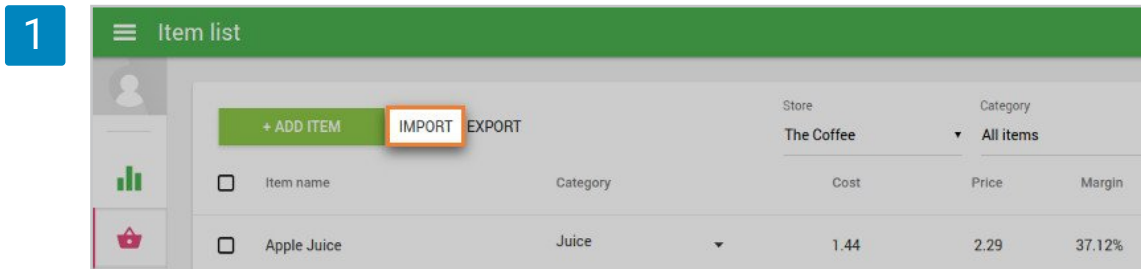 1
Item list
Store Category
+ ADD ITEM IMPORT EXPORT The Coffee All items
Item name Category Cost Price Margin
Apple Juice Juice 1.44 2.29 37.12%